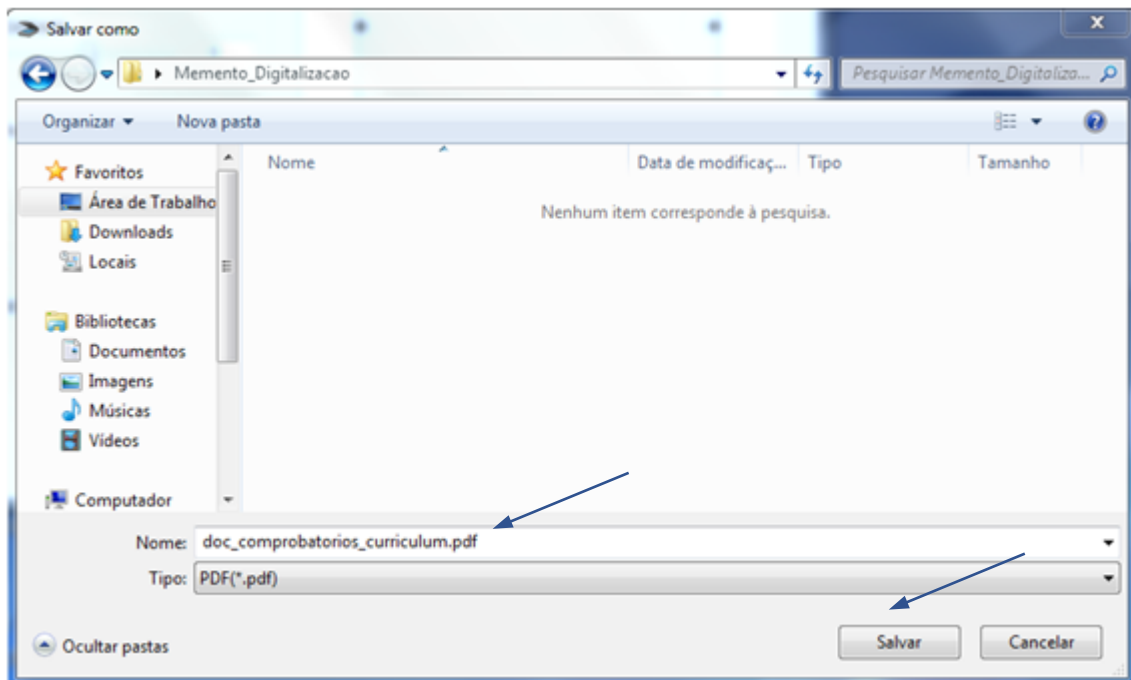 Salvar como
Memento_Digitalizacao
Pesquisar Memento_Digitaliza...
Organizar
Nova pasta
Nome
Data de modificaç...
Tipo
Tamanho
Nenhum item corresponde à pesquisa.
Favoritos
Área de Trabalho
Downloads
Locais
Bibliotecas
Documentos
Imagens
Músicas
Vídeos
Computador
Nome: doc_comprobatorios_curriculum.pdf
Tipo: PDF(*.pdf)
Ocultar pastas
Salvar
Cancelar